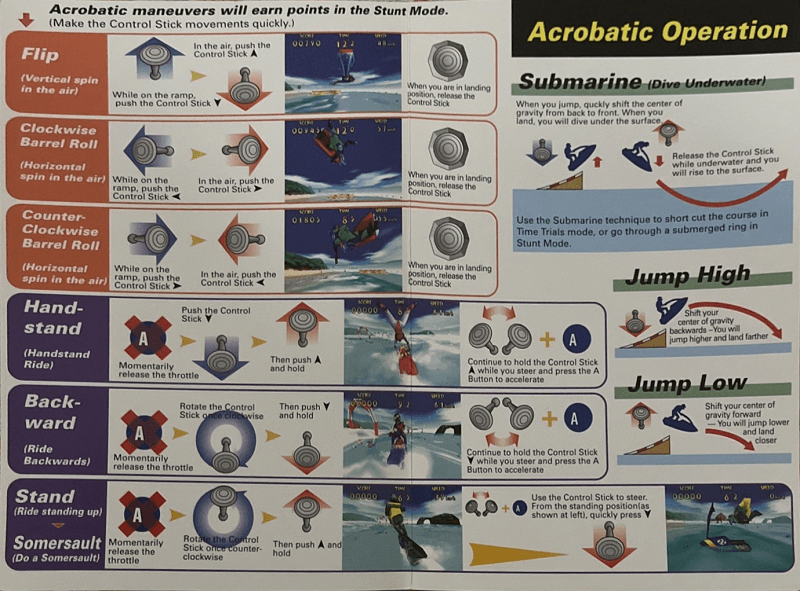 Acrobatic maneuvers will earn points in the Stunt Mode.
(Make the Control Stick movements quickly.)
Flip
(Vertical spin
in the air)
While on the ramp,
push the Control Stick ▼
In the air, push the
Control Stick ▲
When you are in landing
position, release the
Control Stick
Clockwise
Barrel Roll
(Horizontal
spin in the air)
While on the
ramp, push the
Control Stick ◄
In the air, push the
Control Stick ►
When you are in landing
position, release the
Control Stick
Counter-
Clockwise
Barrel Roll
(Horizontal
spin in the air)
While on the
ramp, push the
Control Stick ►
In the air, push the
Control Stick ◄
When you are in landing
position, release the
Control Stick
Hand-
stand
(Handstand
Ride)
A
Momentarily
release the throttle
Push the Control
Stick ▼
Then push ▲
and hold
+ A
Continue to hold the Control Stick
▲ while you steer and press the A
Button to accelerate
Back-
ward
(Ride
Backwards)
A
Momentarily
release the throttle
Rotate the Control
Stick once clockwise
Then push ▼
and hold
+ A
Continue to hold the Control Stick
▼ while you steer and press the A
Button to accelerate
Stand
(Ride standing up)
Somersault
(Do a Somersault)
A
Momentarily
release the
throttle
Rotate the Control
Stick once counter-
clockwise
Then push ▲ and
hold
+ A
Use the Control Stick to steer.
From the standing position(as
shown at left), quickly press ▼
Acrobatic Operation
Submarine (Dive Underwater)
When you jump, quckly shift the center of
gravity from back to front. When you
land, you will dive under the surface.
Release the Control Stick
while underwater and you
will rise to the surface.
Use the Submarine technique to short cut the course in
Time Trials mode, or go through a submerged ring in
Stunt Mode.
Jump High
Shift your
center of gravity
backwards –You will
jump higher and land farther
Jump Low
Shift your center of
gravity forward
— You will jump lower
and land
closer